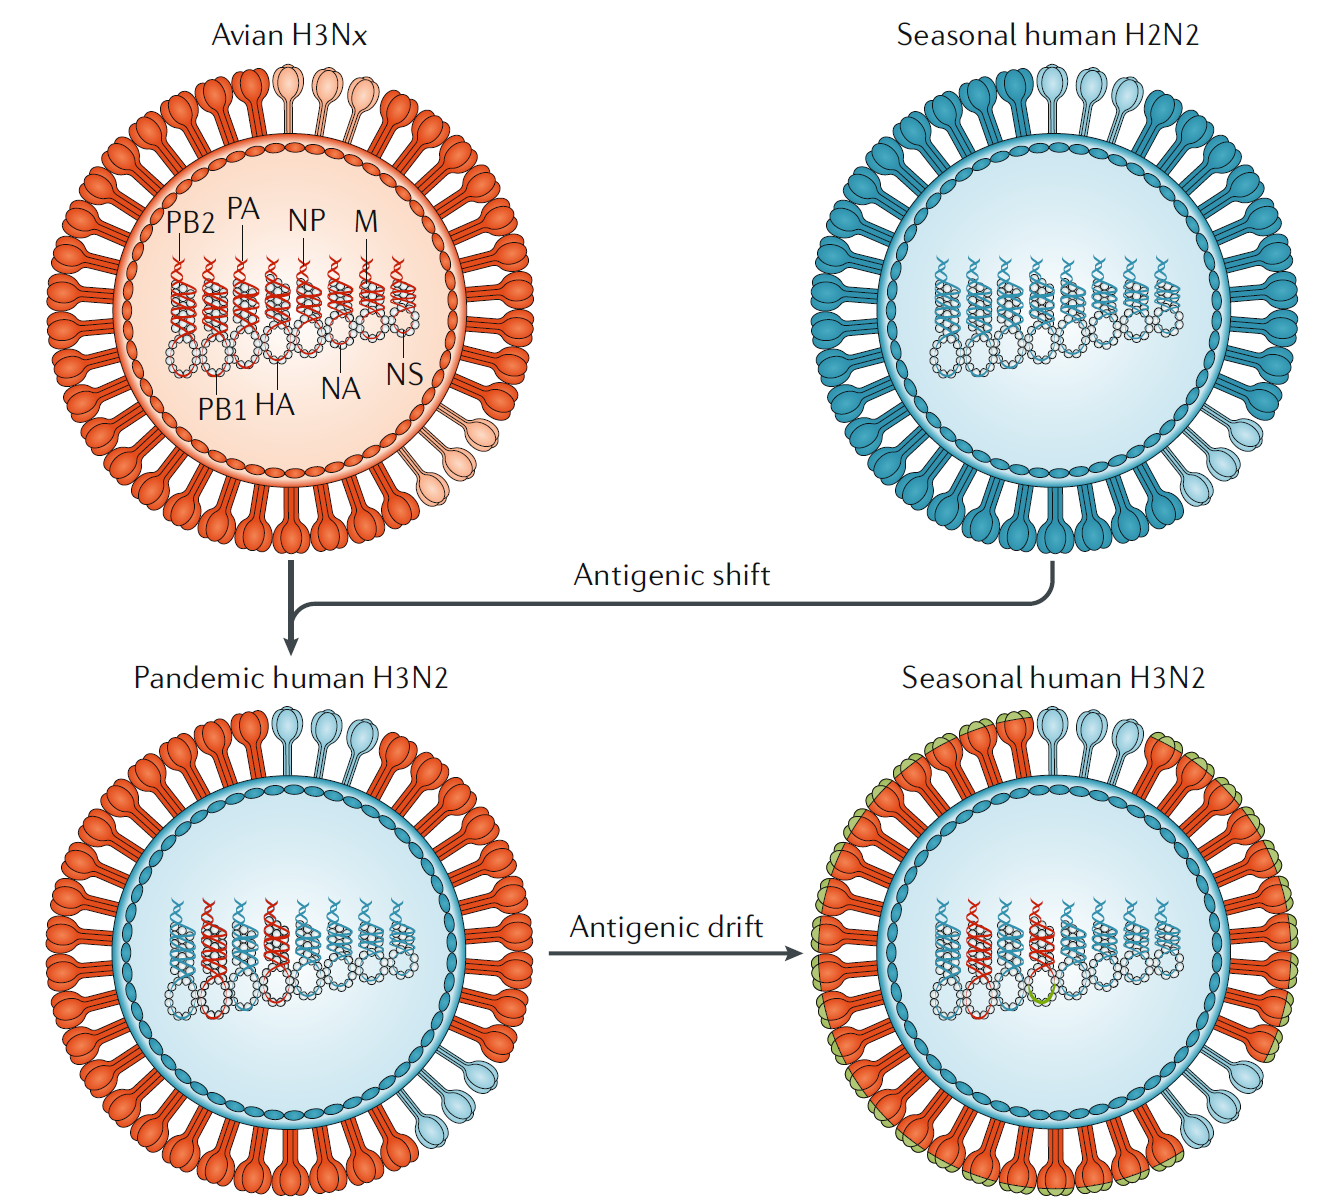 Avian H3Nx
Seasonal human H2N2
PB2
PA
NP
M
PB1
HA
NA
NS
Antigenic shift
Pandemic human H3N2
Seasonal human H3N2
Antigenic drift